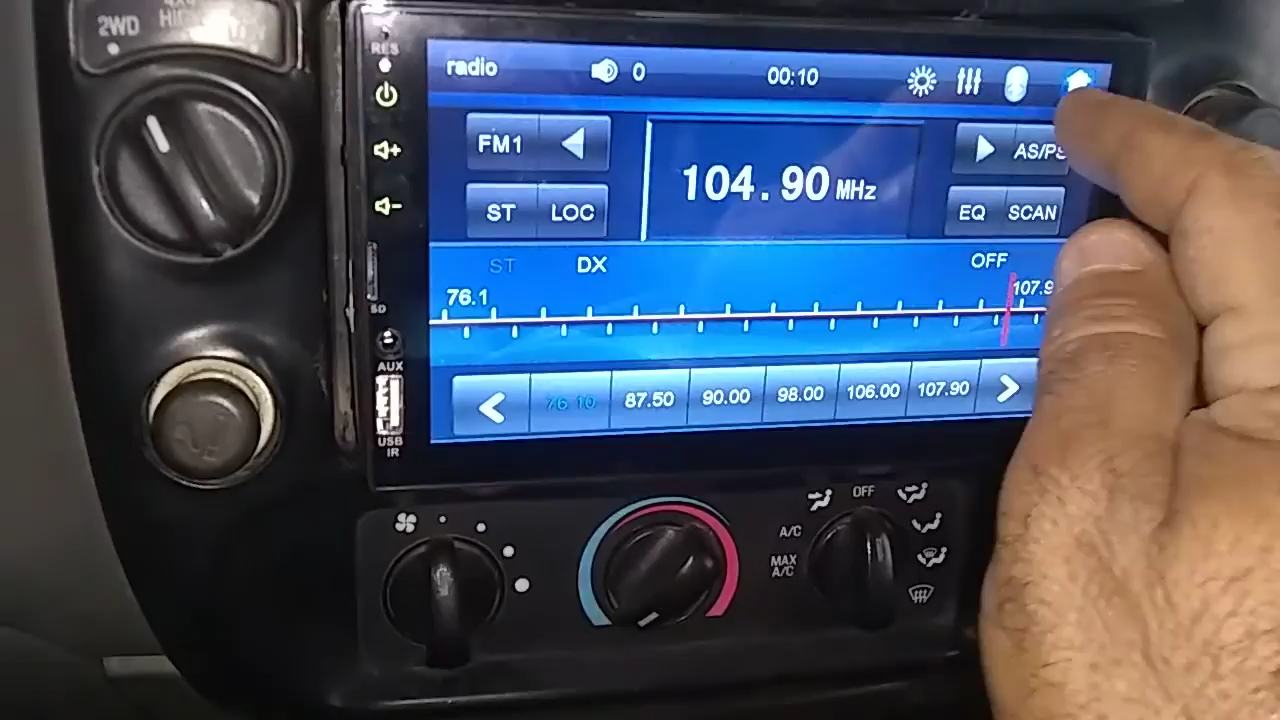 2WD
4x4
HIGH
RES
radio
0
00:10
FM1
AS/PS
104.90 MHz
ST
LOC
EQ
SCAN
ST
DX
OFF
76.1
107.9
SD
AUX
76.10
87.50
90.00
98.00
106.00
107.90
USB
IR
OFF
A/C
MAX
A/C